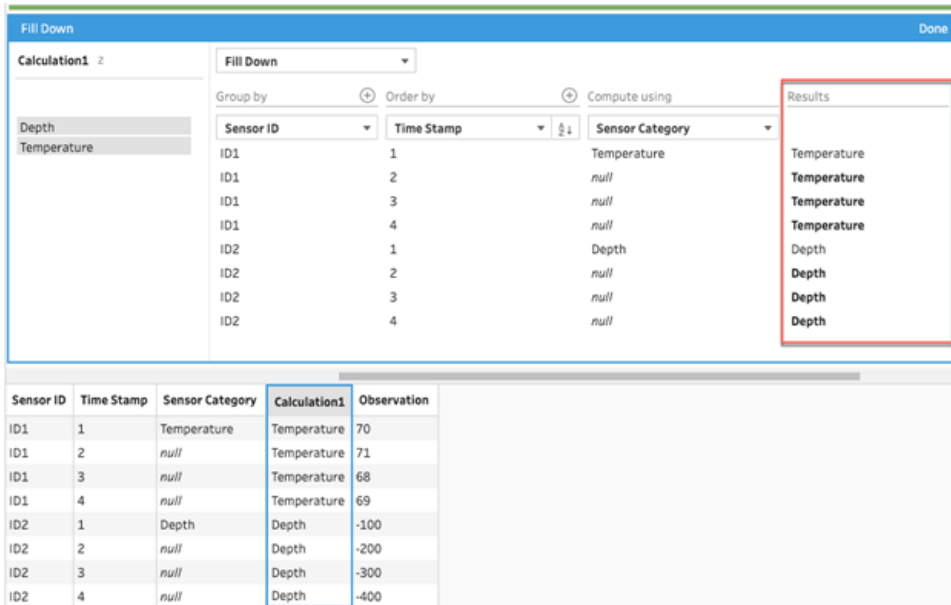 Fill Down Done
Calculation1 2
Fill Down
Group by Order by Compute using Results
Sensor ID Time Stamp Sensor Category
Depth
Temperature
ID1 1 Temperature Temperature
ID1 2 null Temperature
ID1 3 null Temperature
ID1 4 null Temperature
ID2 1 Depth Depth
ID2 2 null Depth
ID2 3 null Depth
ID2 4 null Depth
Sensor ID Time Stamp Sensor Category Calculation1 Observation
ID1 1 Temperature Temperature 70
ID1 2 null Temperature 71
ID1 3 null Temperature 68
ID1 4 null Temperature 69
ID2 1 Depth Depth -100
ID2 2 null Depth -200
ID2 3 null Depth -300
ID2 4 null Depth -400